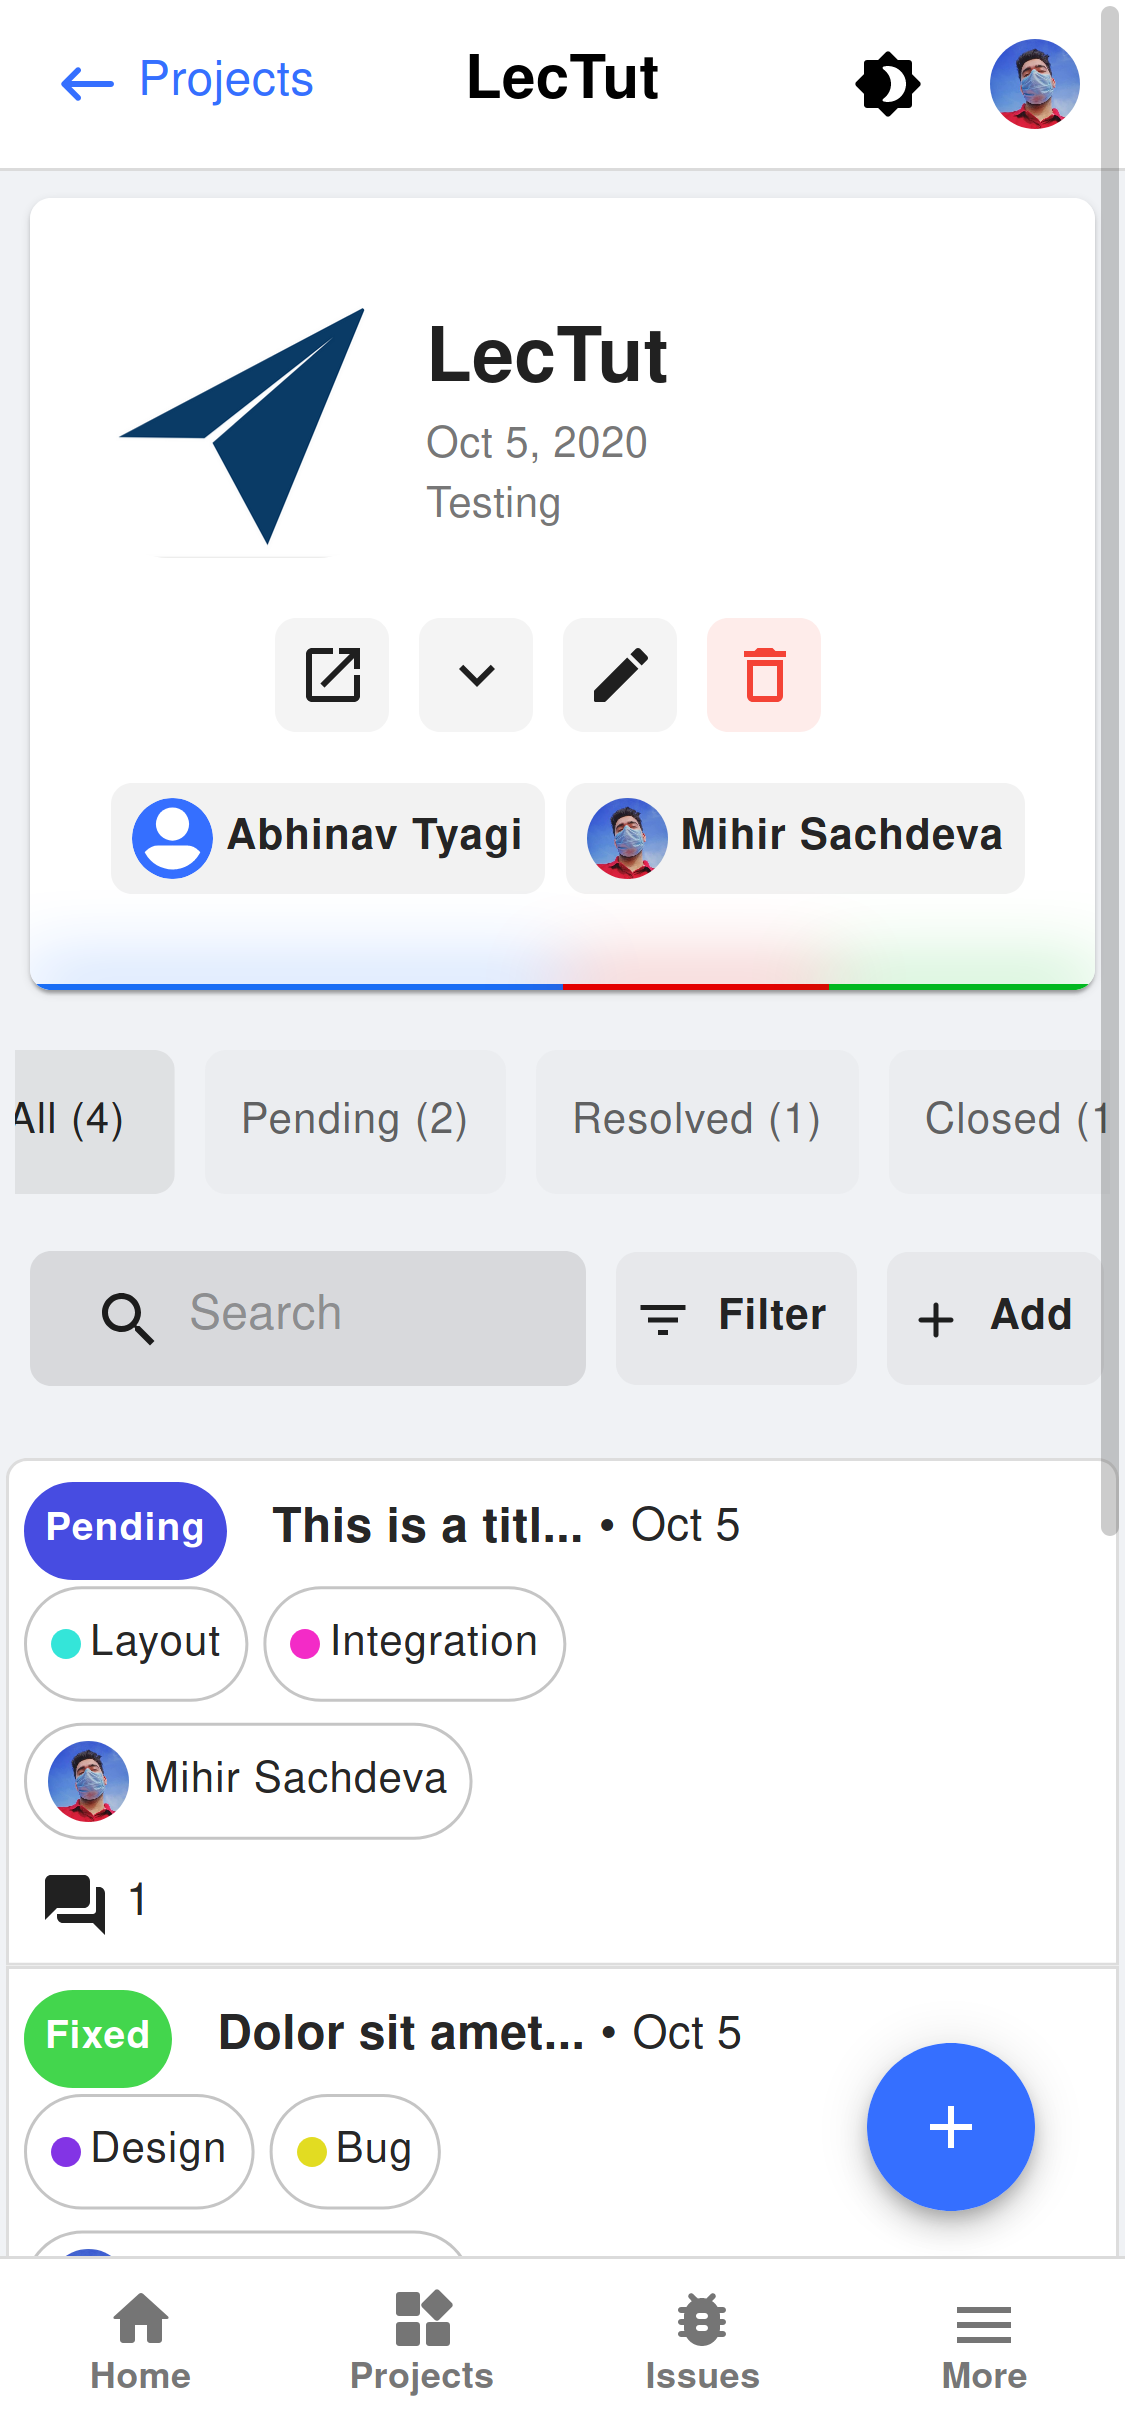 Projects LecTut
LecTut
Oct 5, 2020
Testing
Abhinav Tyagi Mihir Sachdeva
All (4) Pending (2) Resolved (1) Closed (1
Search Filter Add
Pending This is a titl... • Oct 5
Layout Integration
Mihir Sachdeva
1
Fixed Dolor sit amet... • Oct 5
Design Bug
Home Projects Issues More